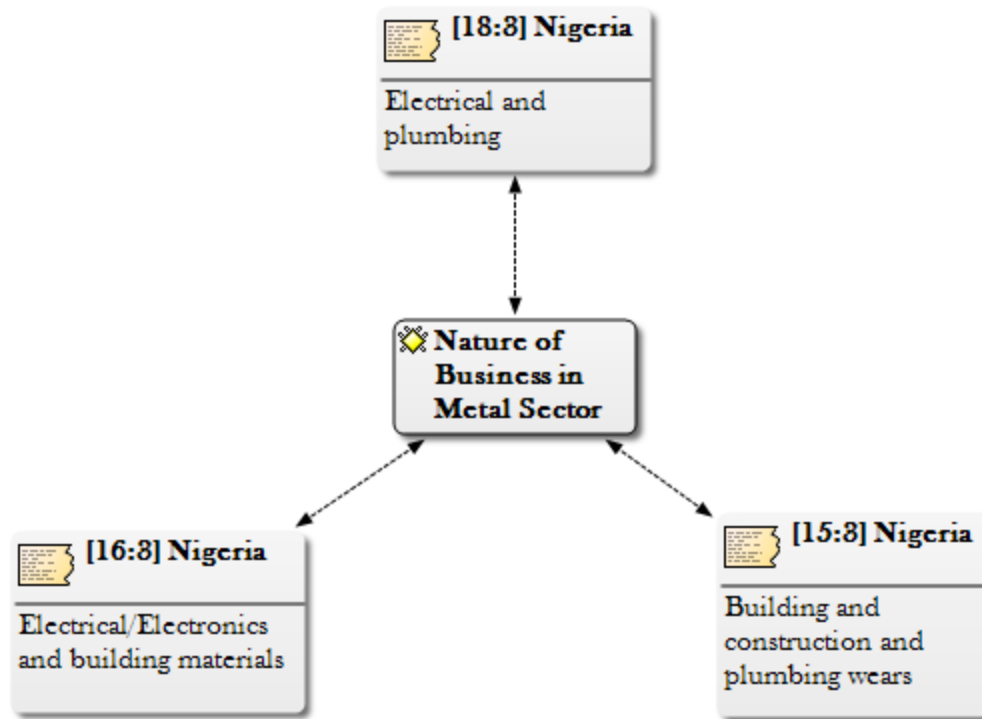 [18:3] Nigeria
Electrical and
plumbing
Nature of
Business in
Metal Sector
[16:3] Nigeria
Electrical/Electronics
and building materials
[15:3] Nigeria
Building and
construction and
plumbing wears